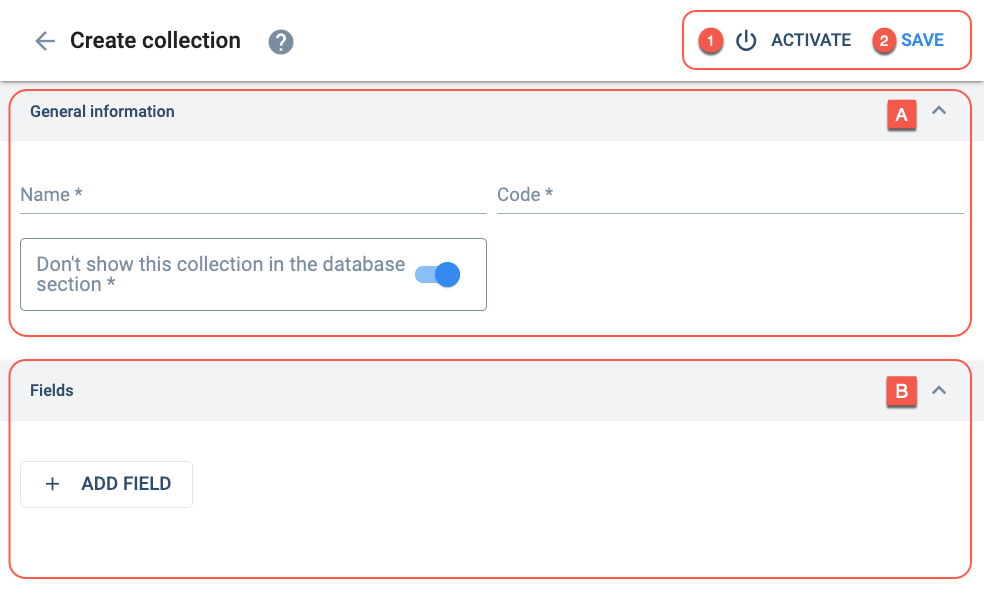 Create collection ?
1 ACTIVATE 2 SAVE
General information A
Name * Code *
Don't show this collection in the database
section *
Fields B
+ ADD FIELD